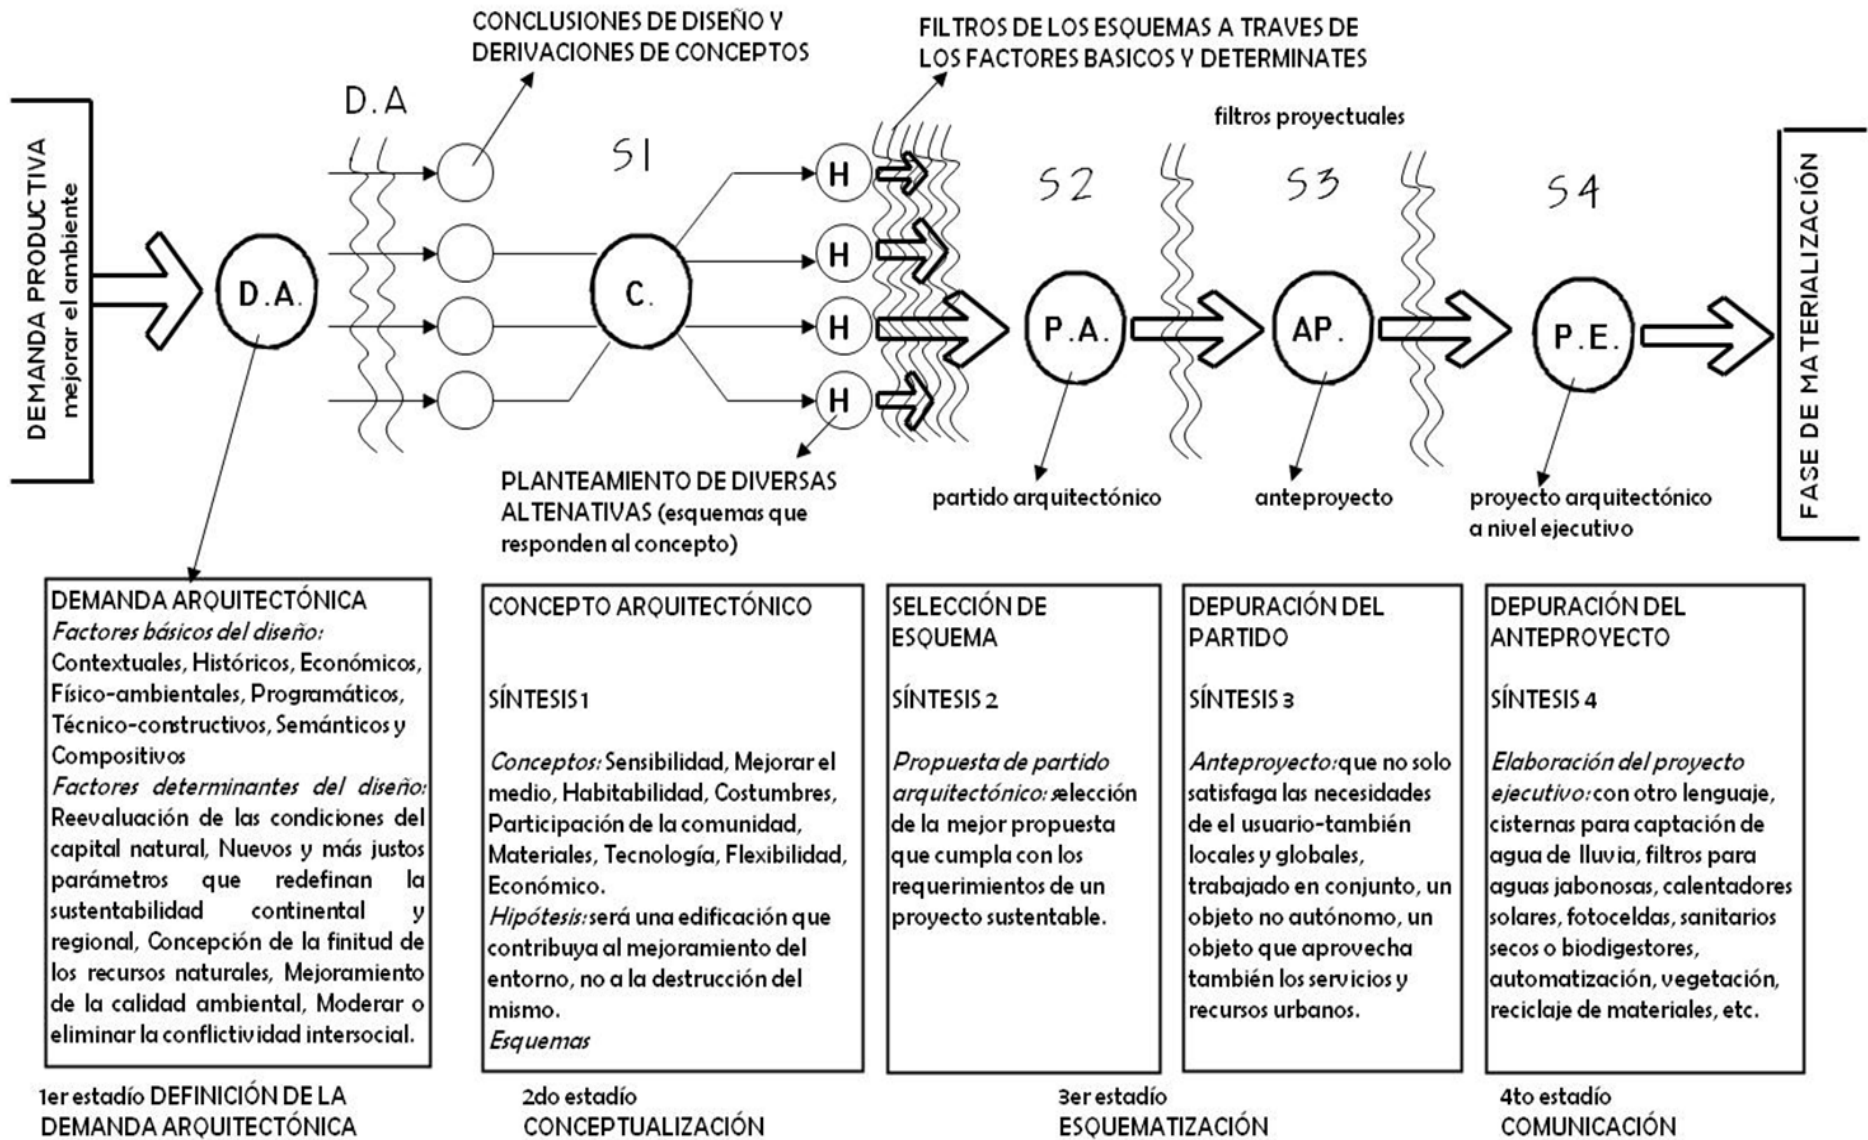 CONCLUSIONES DE DISEÑO Y
DERIVACIONES DE CONCEPTOS
FILTROS DE LOS ESQUEMAS A TRAVES DE
LOS FACTORES BASICOS Y DETERMINATES
filtros proyectuales
DEMANDA PRODUCTIVA
mejorar el ambiente
D.A
S1
S2
S3
S4
D.A.
C.
H
H
H
H
P.A.
AP.
P.E.
FASE DE MATERIALIZACIÓN
PLANTEAMIENTO DE DIVERSAS
ALTENATIVAS (esquemas que
responden al concepto)
partido arquitectónico
anteproyecto
proyecto arquitectónico
a nivel ejecutivo
DEMANDA ARQUITECTÓNICA
Factores básicos del diseño:
Contextuales, Históricos, Económicos,
Físico-ambientales, Programáticos,
Técnico-constructivos, Semánticos y
Compositivos
Factores determinantes del diseño:
Reevaluación de las condiciones del
capital natural, Nuevos y más justos
parámetros que redefinan la
sustentabilidad continental y
regional, Concepción de la finitud de
los recursos naturales, Mejoramiento
de la calidad ambiental, Moderar o
eliminar la conflictividad intersocial.
CONCEPTO ARQUITECTÓNICO
SÍNTESIS 1
Conceptos: Sensibilidad, Mejorar el
medio, Habitabilidad, Costumbres,
Participación de la comunidad,
Materiales, Tecnología, Flexibilidad,
Económico.
Hipótesis: será una edificación que
contribuya al mejoramiento del
entorno, no a la destrucción del
mismo.
Esquemas
SELECCIÓN DE
ESQUEMA
SÍNTESIS 2
Propuesta de partido
arquitectónico: selección
de la mejor propuesta
que cumpla con los
requerimientos de un
proyecto sustentable.
DEPURACIÓN DEL
PARTIDO
SÍNTESIS 3
Anteproyecto: que no solo
satisfaga las necesidades
de el usuario-también
locales y globales,
trabajado en conjunto, un
objeto no autónomo, un
objeto que aprovecha
también los servicios y
recursos urbanos.
DEPURACIÓN DEL
ANTEPROYECTO
SÍNTESIS 4
Elaboración del proyecto
ejecutivo: con otro lenguaje,
cisternas para captación de
agua de lluvia, filtros para
aguas jabonosas, calentadores
solares, fotoceldas, sanitarios
secos o biodigestores,
automatización, vegetación,
reciclaje de materiales, etc.
1er estadío DEFINICIÓN DE LA
DEMANDA ARQUITECTÓNICA
2do estadío
CONCEPTUALIZACIÓN
3er estadío
ESQUEMATIZACIÓN
4to estadío
COMUNICACIÓN